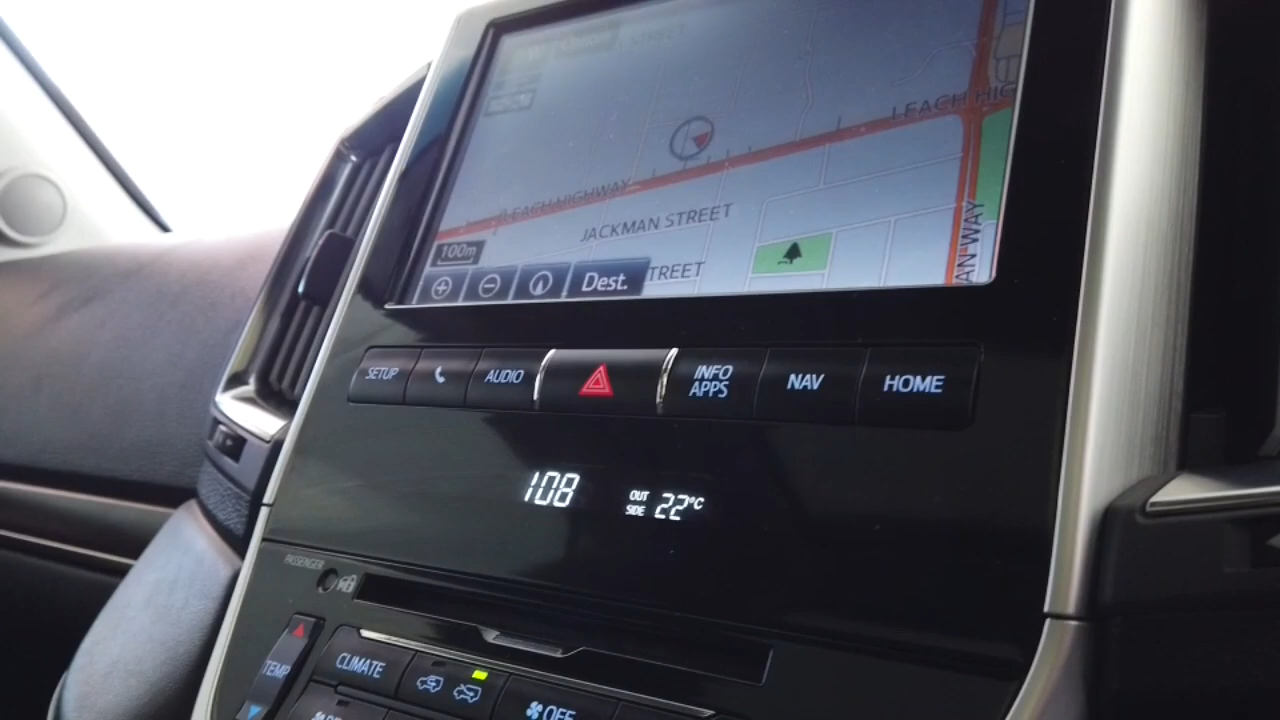 LEACH HIG
LEACH HIGHWAY
JACKMAN STREET
AN WAY
100m
TREET
Dest.
SETUP
AUDIO
INFO
APPS
NAV
HOME
108
OUT
SIDE
22°C
PASSENGER
TEMP
CLIMATE
OFF